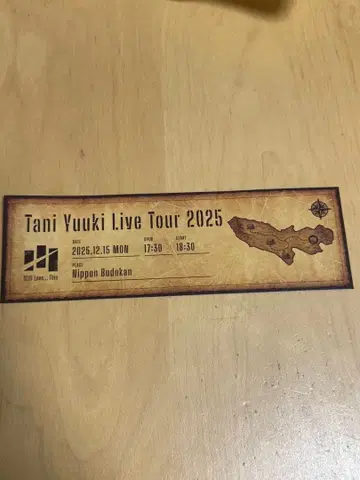 Tani Yuuki Live Tour 2025
DATE OPEN START
2025.12.15 MON 17:30 18:30
PLACE
Nippon Budokan